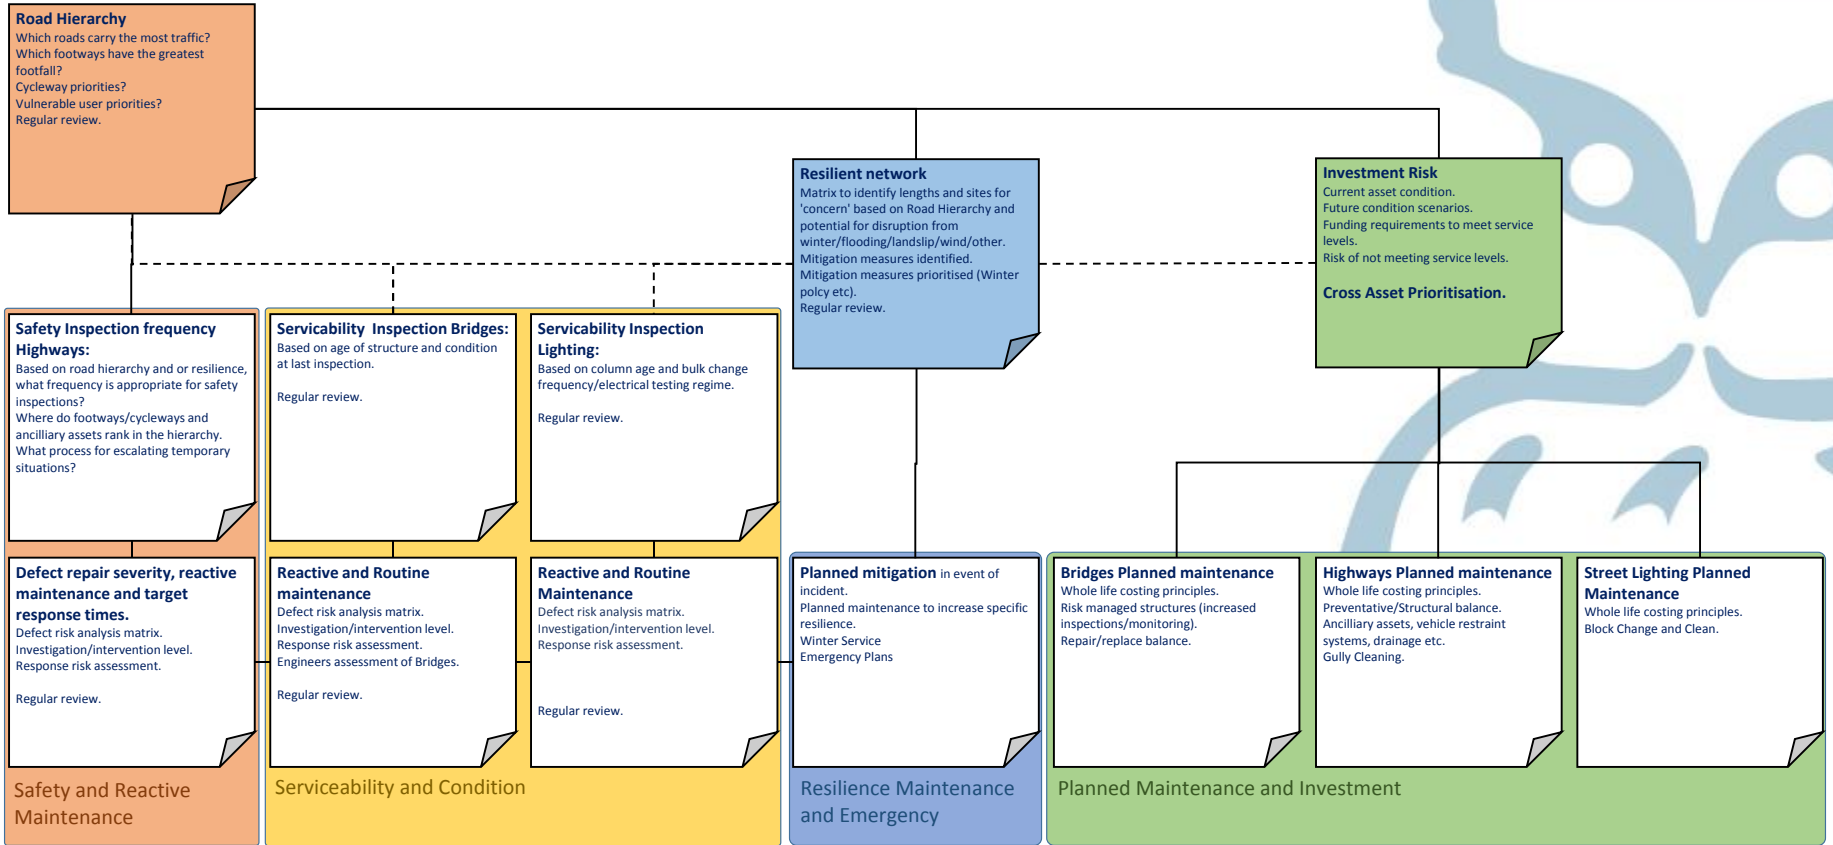 Road Hierarchy
Which roads carry the most traffic?
Which footways have the greatest
footfall?
Cycleway priorities?
Vulnerable user priorities?
Regular review.
Resilient network
Matrix to identify lengths and sites for
'concern' based on Road Hierarchy and
potential for disruption from
winter/flooding/landslip/wind/other.
Mitigation measures identified.
Mitigation measures prioritised (Winter
polcy etc).
Regular review.
Investment Risk
Current asset condition.
Future condition scenarios.
Funding requirements to meet service
levels.
Risk of not meeting service levels.
Cross Asset Prioritisation.
Safety Inspection frequency
Highways:
Based on road hierarchy and or resilience,
what frequency is appropriate for safety
inspections?
Where do footways/cycleways and
ancilliary assets rank in the hierarchy.
What process for escalating temporary
situations?
Servicability  Inspection Bridges:
Based on age of structure and condition
at last inspection.
Regular review.
Servicability Inspection
Lighting:
Based on column age and bulk change
frequency/electrical testing regime.
Regular review.
Defect repair severity, reactive
maintenance and target
response times.
Defect risk analysis matrix.
Investigation/intervention level.
Response risk assessment.
Regular review.
Reactive and Routine
maintenance
Defect risk analysis matrix.
Investigation/intervention level.
Response risk assessment.
Engineers assessment of Bridges.
Regular review.
Reactive and Routine
Maintenance
Defect risk analysis matrix.
Investigation/intervention level.
Response risk assessment.
Regular review.
Planned mitigation in event of
incident.
Planned maintenance to increase specific
resilience.
Winter Service
Emergency Plans
Bridges Planned maintenance
Whole life costing principles.
Risk managed structures (increased
inspections/monitoring).
Repair/replace balance.
Highways Planned maintenance
Whole life costing principles.
Preventative/Structural balance.
Ancilliary assets, vehicle restraint
systems, drainage etc.
Gully Cleaning.
Street Lighting Planned
Maintenance
Whole life costing principles.
Block Change and Clean.
Safety and Reactive
Maintenance
Serviceability and Condition
Resilience Maintenance
and Emergency
Planned Maintenance and Investment